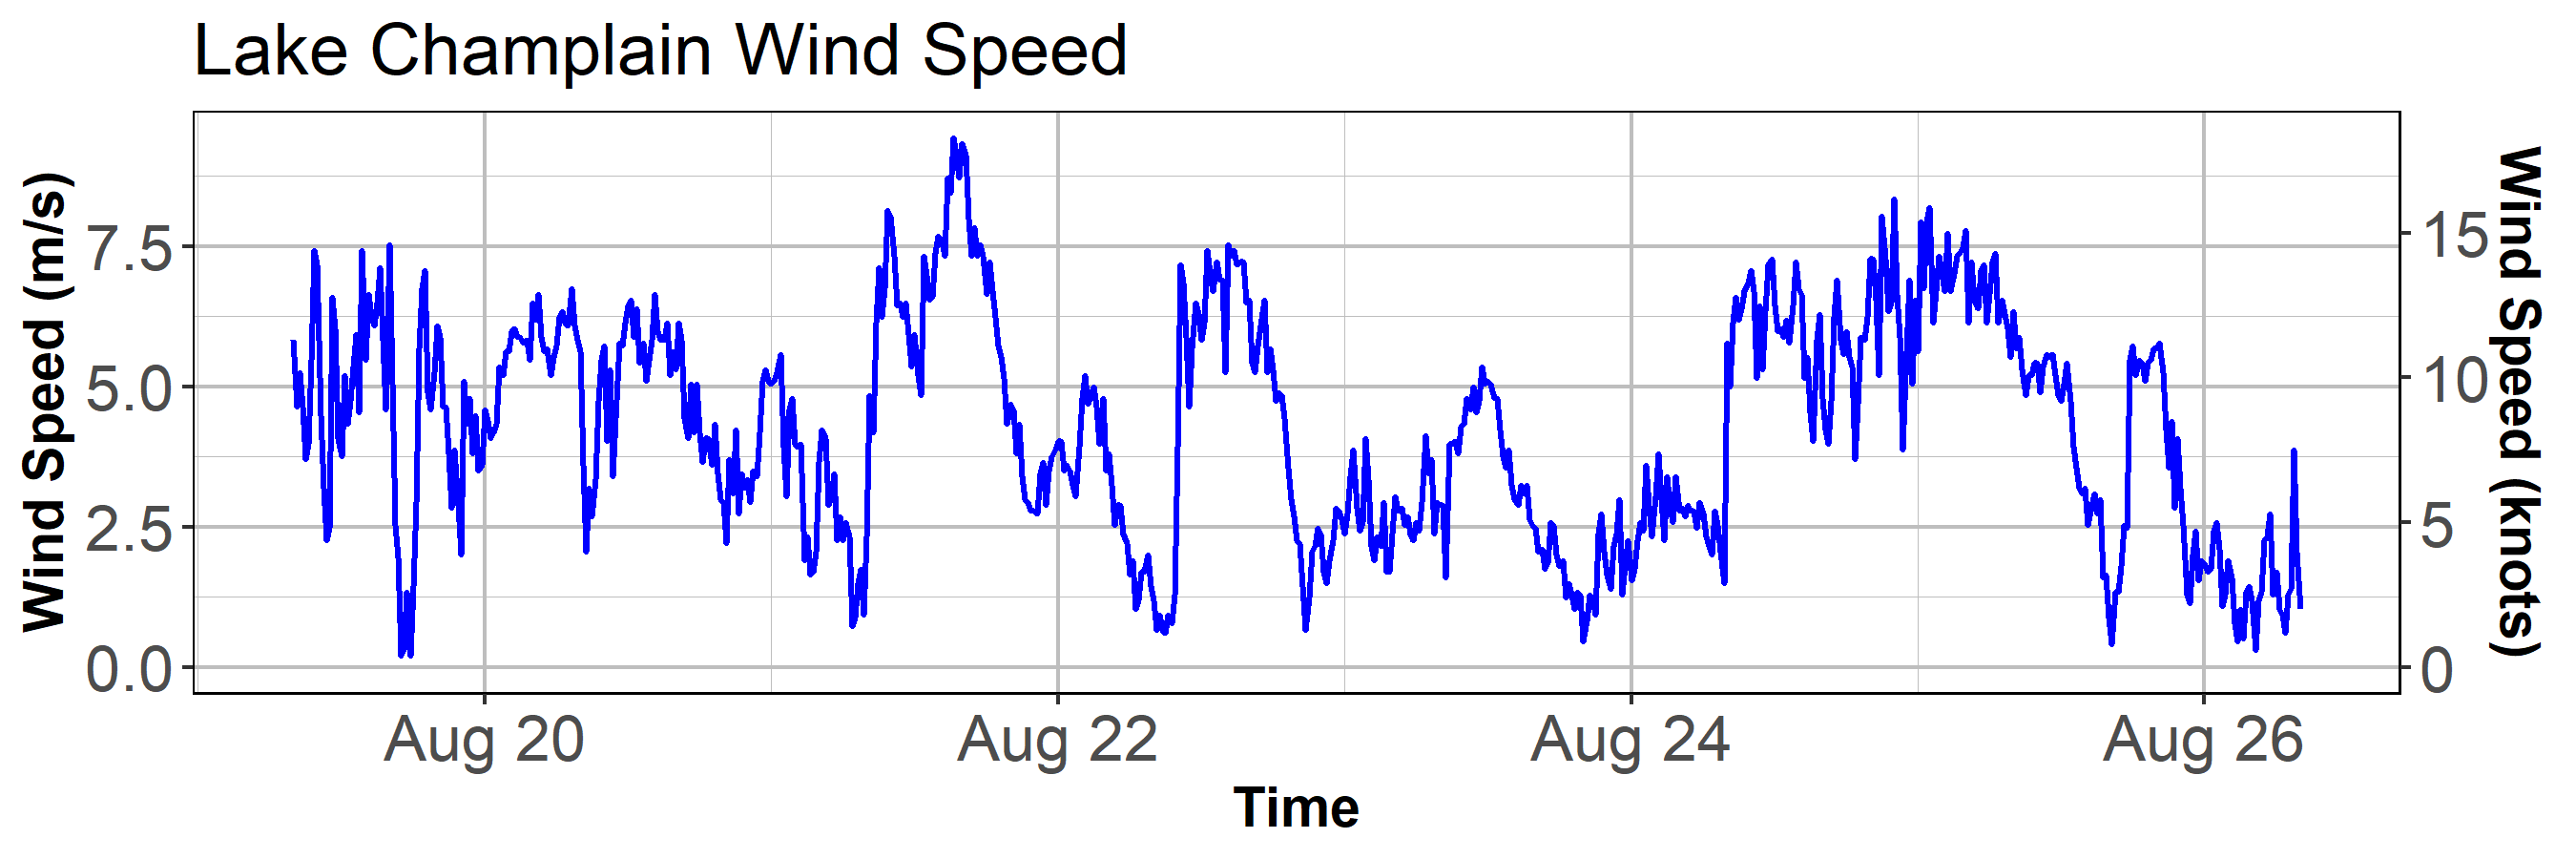 Lake Champlain Wind Speed
Wind Speed (m/s)
7.5
5.0
2.5
0.0
15
10
5
0
Wind Speed (knots)
Aug 20 Aug 22 Aug 24 Aug 26
Time